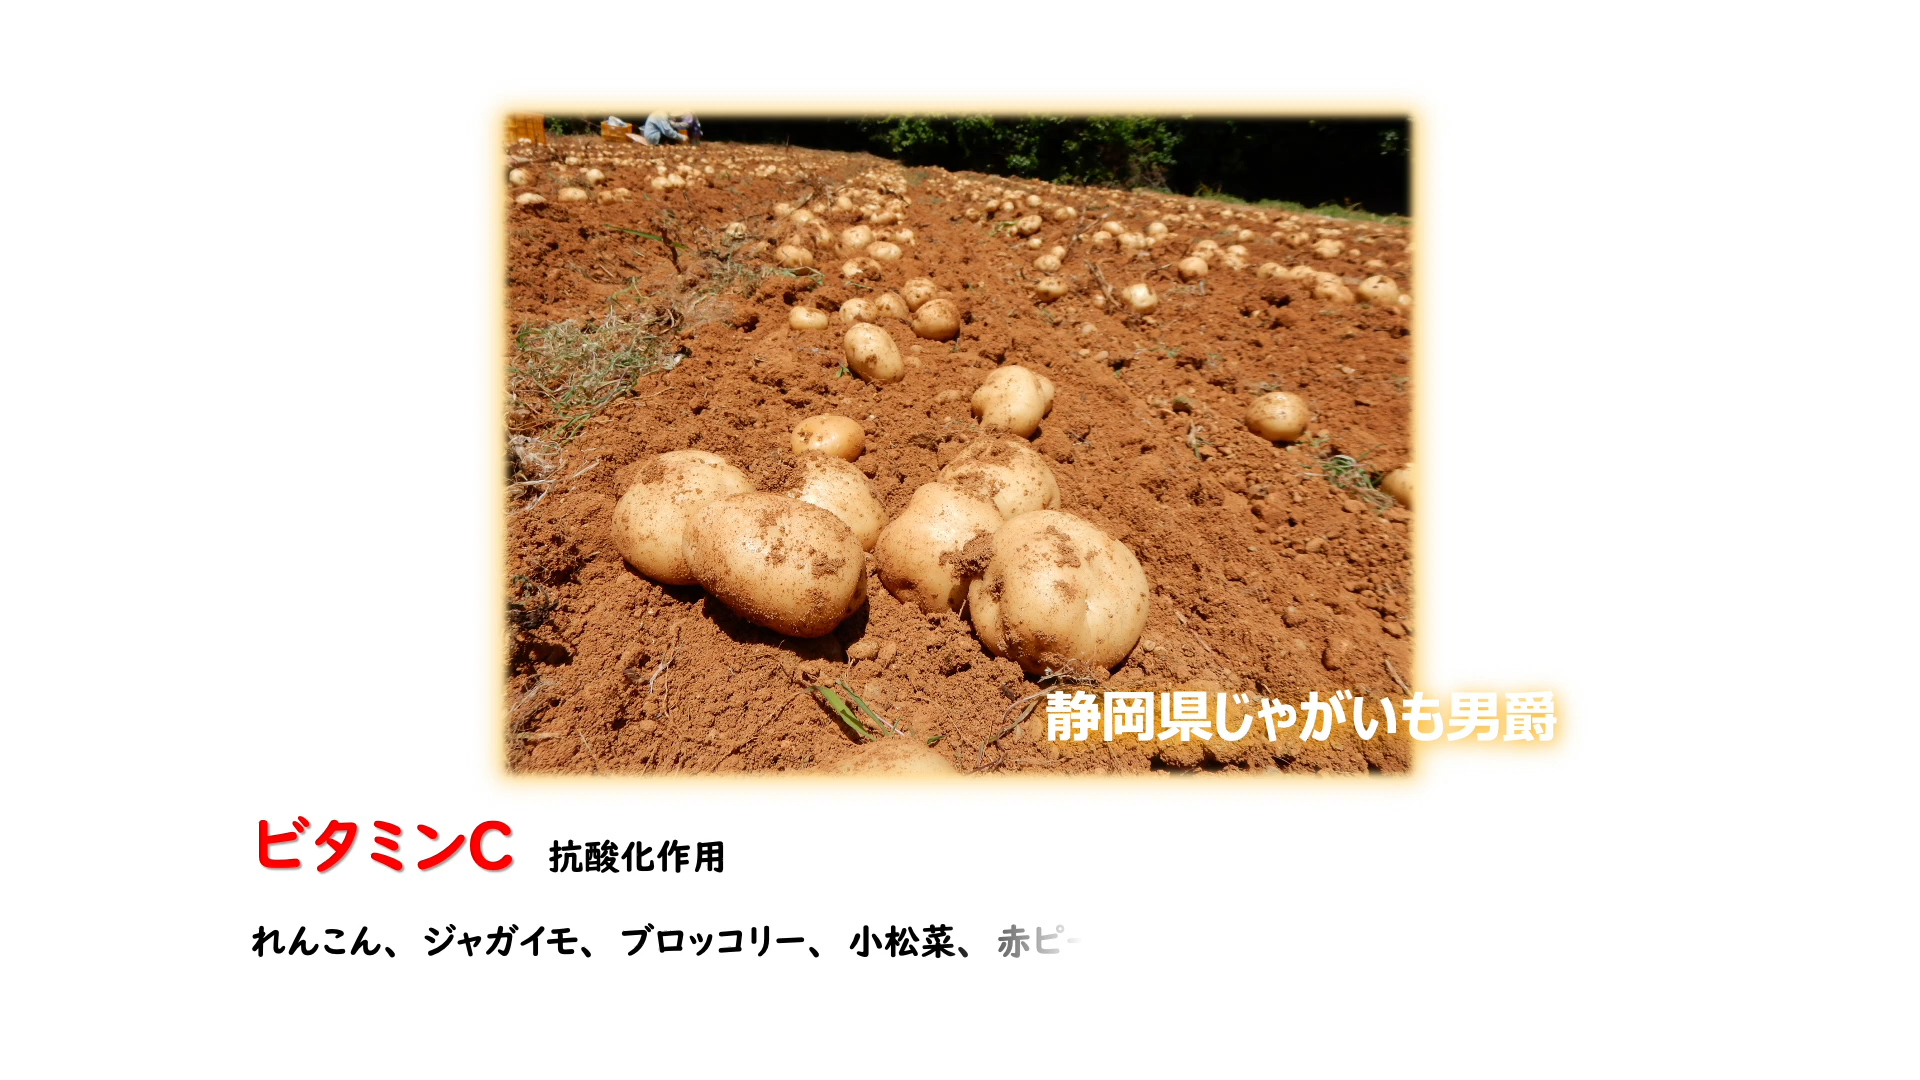 静岡県じゃがいも男爵
ビタミンC 抗酸化作用
れんこん、ジャガイモ、ブロッコリー、小松菜、赤ピー